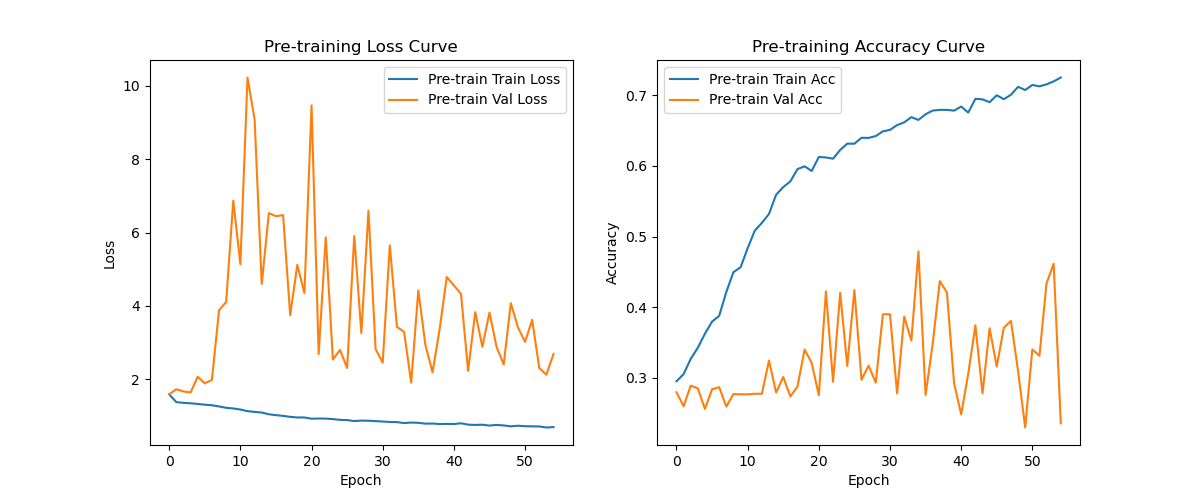 Pre-training Loss Curve
Pre-train Train Loss
Pre-train Val Loss
10
8
6
4
2
Loss
0
10
20
30
40
50
Epoch
Pre-training Accuracy Curve
Pre-train Train Acc
Pre-train Val Acc
0.7
0.6
0.5
0.4
0.3
Accuracy
0
10
20
30
40
50
Epoch